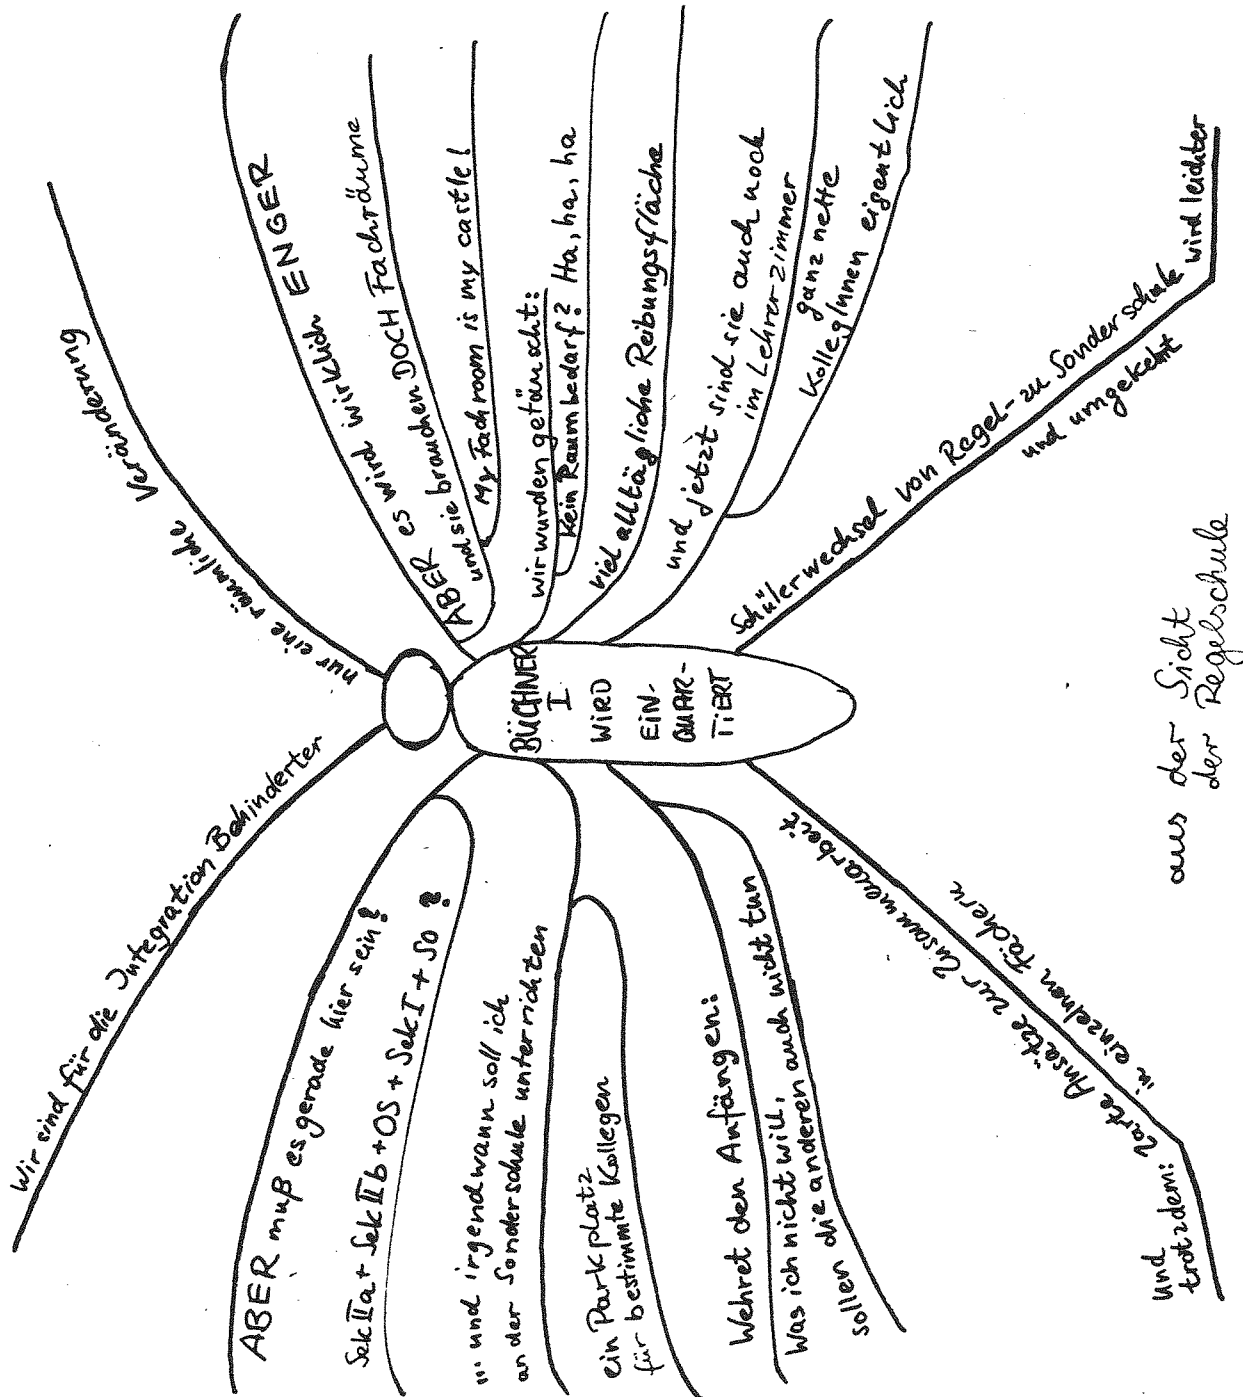 BÜCHNER
I
WIRD
EIN-
QUAR-
TIERT
Wir sind für die Integration Behinderter
nur eine räumliche Veränderung
ABER muß es gerade hier sein?
Sek IIa + Sek IIb + OS + Sek I + So ?
... und irgendwann soll ich
an der Sonderschule unterrichten
ein Parkplatz
für bestimmte Kollegen
Wehret den Anfängen:
Was ich nicht will,
sollen die anderen auch nicht tun
und
trotzdem: Zarte Ansätze zur Zusammenarbeit
in einzelnen Fächern
ABER es wird wirklich ENGER
und sie brauchen DOCH Fachräume
My Fachroom is my castle!
wir wurden getäuscht:
Kein Raumbedarf? Ha, ha, ha
viel alltägliche Reibungsfläche
und jetzt sind sie auch noch
im Lehrerzimmer
ganz nette
KollegInnen eigentlich
Schülerwechsel von Regel- zu Sonderschule wird leichter
und umgekehrt
aus der Sicht
der Regelschule